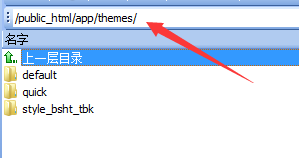 /public_html/app/themes/
名字
上一层目录
default
quick
style_bsht_tbk